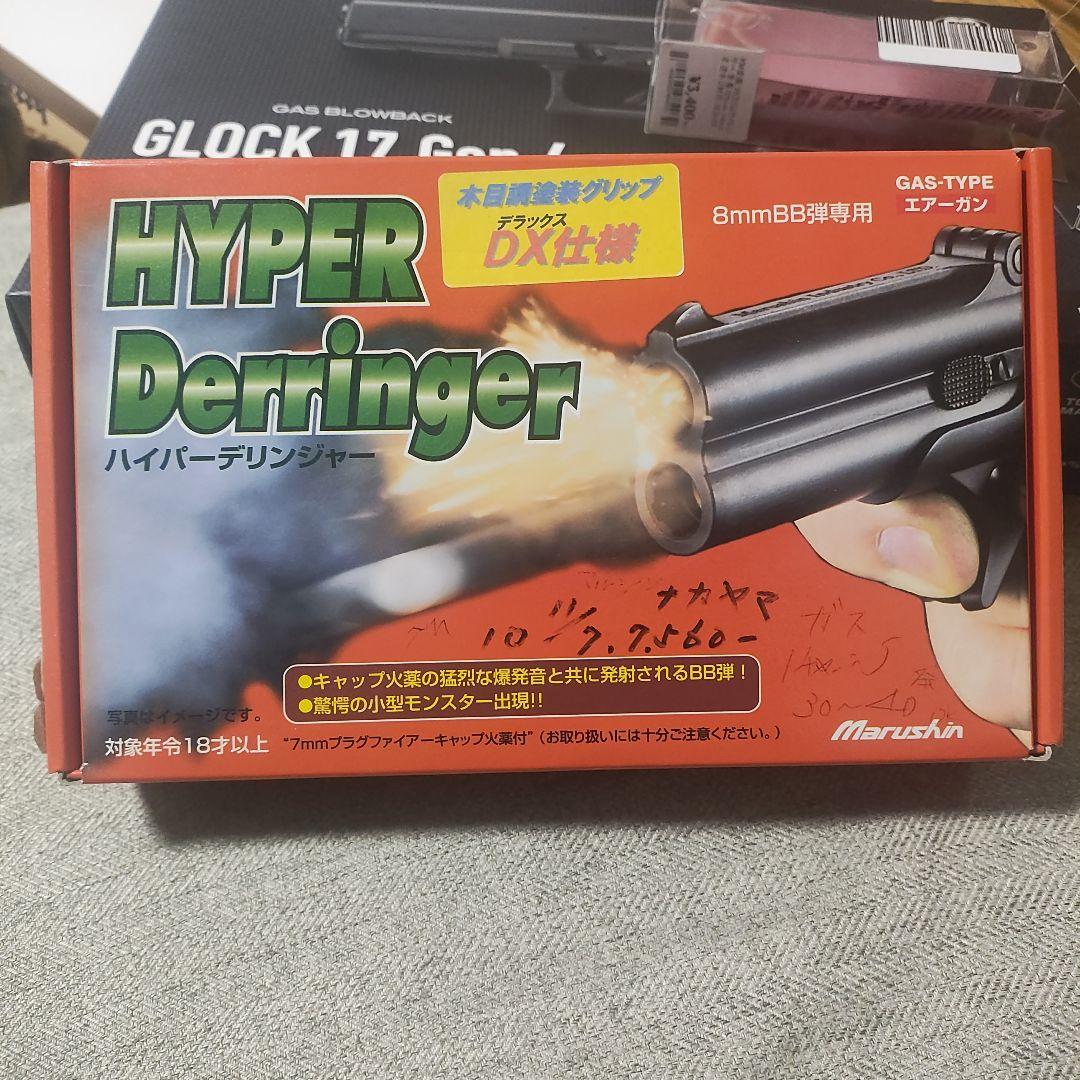 GAS BLOWBACK
GLOCK 17 Gen
¥3,400
HYPER
Derringer
ハイパーデリンジャー
木目調塗装グリップ
デラックス
DX仕様
GAS-TYPE
エアーガン
8mmBB弾専用
ナカヤマ
10 11/7. 7.560-
ガス
30~40
●キャップ火薬の猛烈な爆発音と共に発射されるBB弾!
●驚愕の小型モンスター出現!!
写真はイメージです。
対象年令18才以上
"7mmプラグファイアーキャップ火薬付"(お取り扱いには十分ご注意ください。)
Marushin